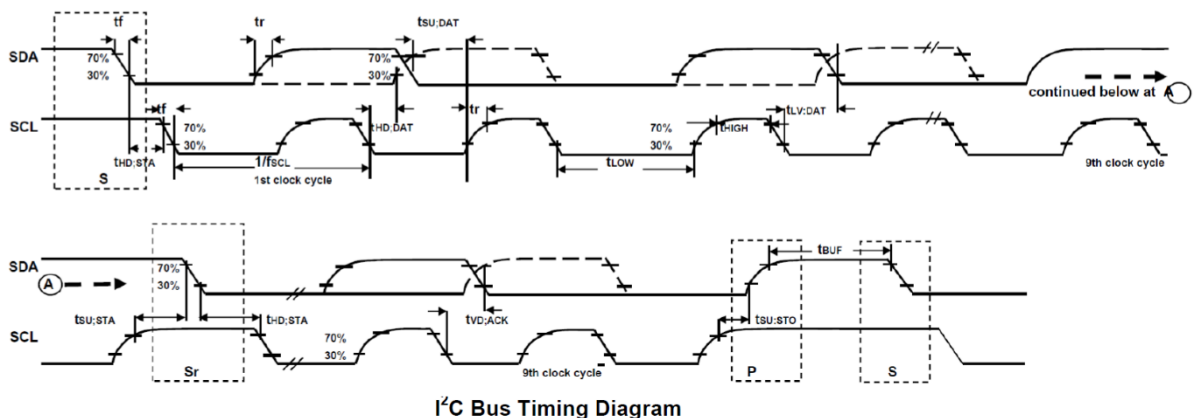 tf tr tSU;DAT
SDA 70% 30% 70% 30%
continued below at A
tf tHD;DAT tr tHIGH tLV:DAT
SCL 70% 30% 70% 30%
tHD;STA 1/fSCL tLOW
S 1st clock cycle 9th clock cycle
tBUF
SDA 70% 30%
A
tSU;STA tHD;STA tVD;ACK tSU:STO
SCL 70% 30%
Sr 9th clock cycle P S
I²C Bus Timing Diagram